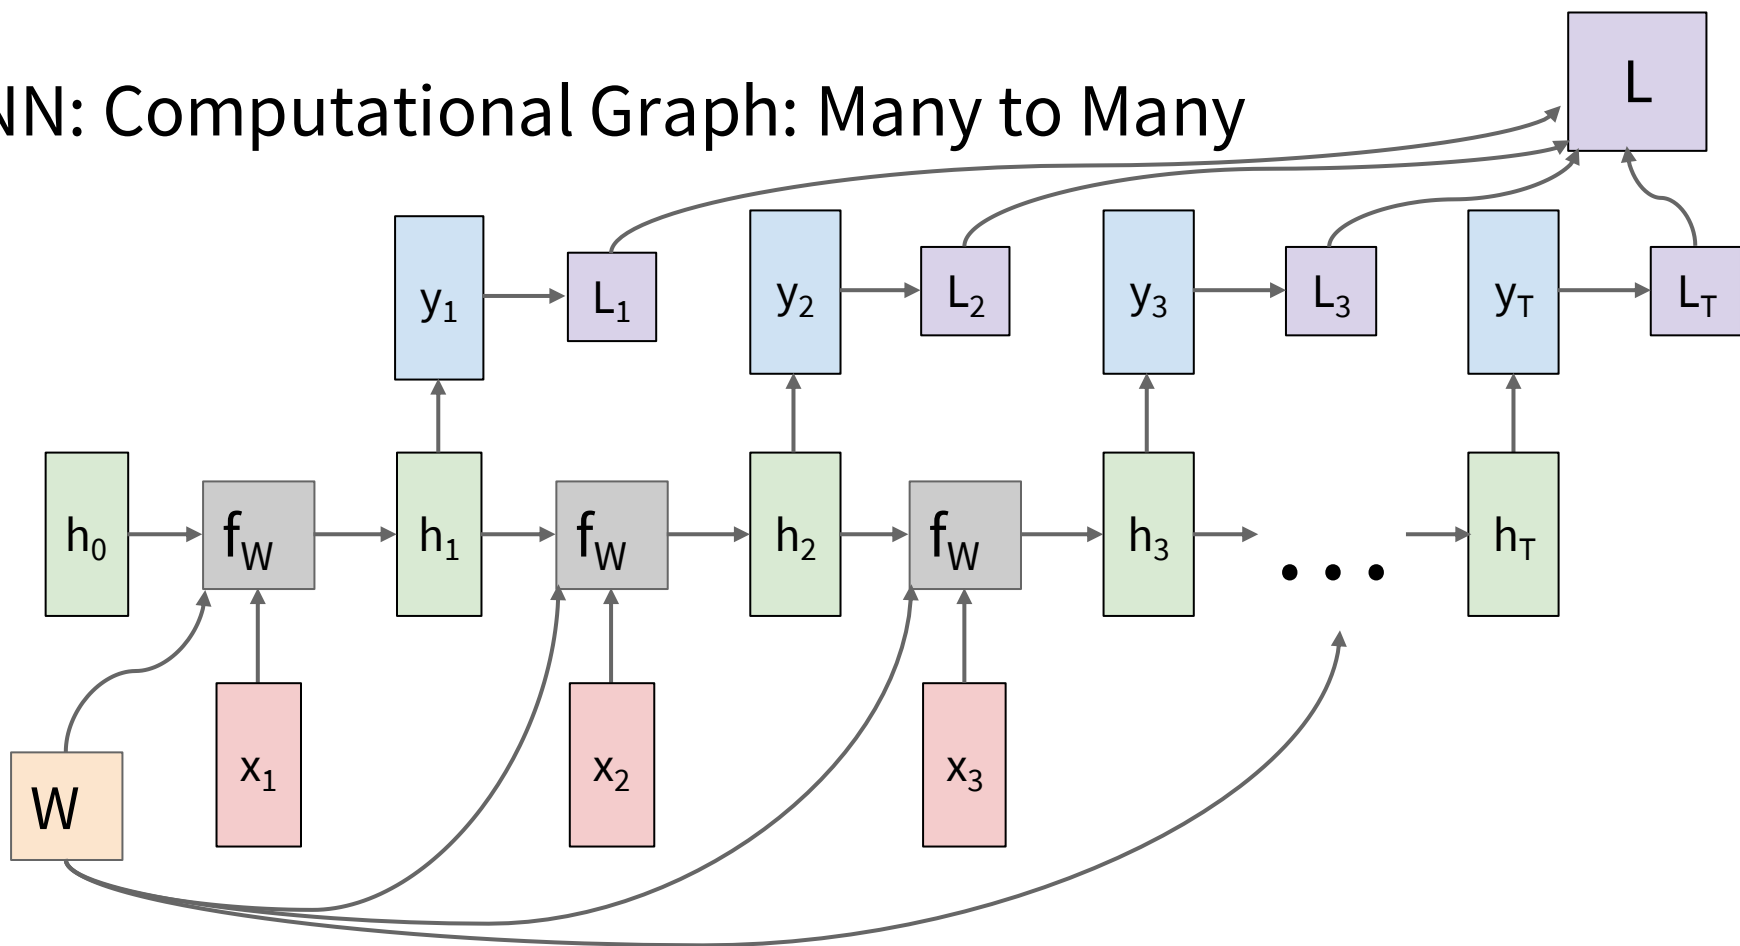 NN: Computational Graph: Many to Many
L
y1 L1 y2 L2 y3 L3 yT LT
h0 fW h1 fW h2 fW h3 ... hT
W x1 x2 x3